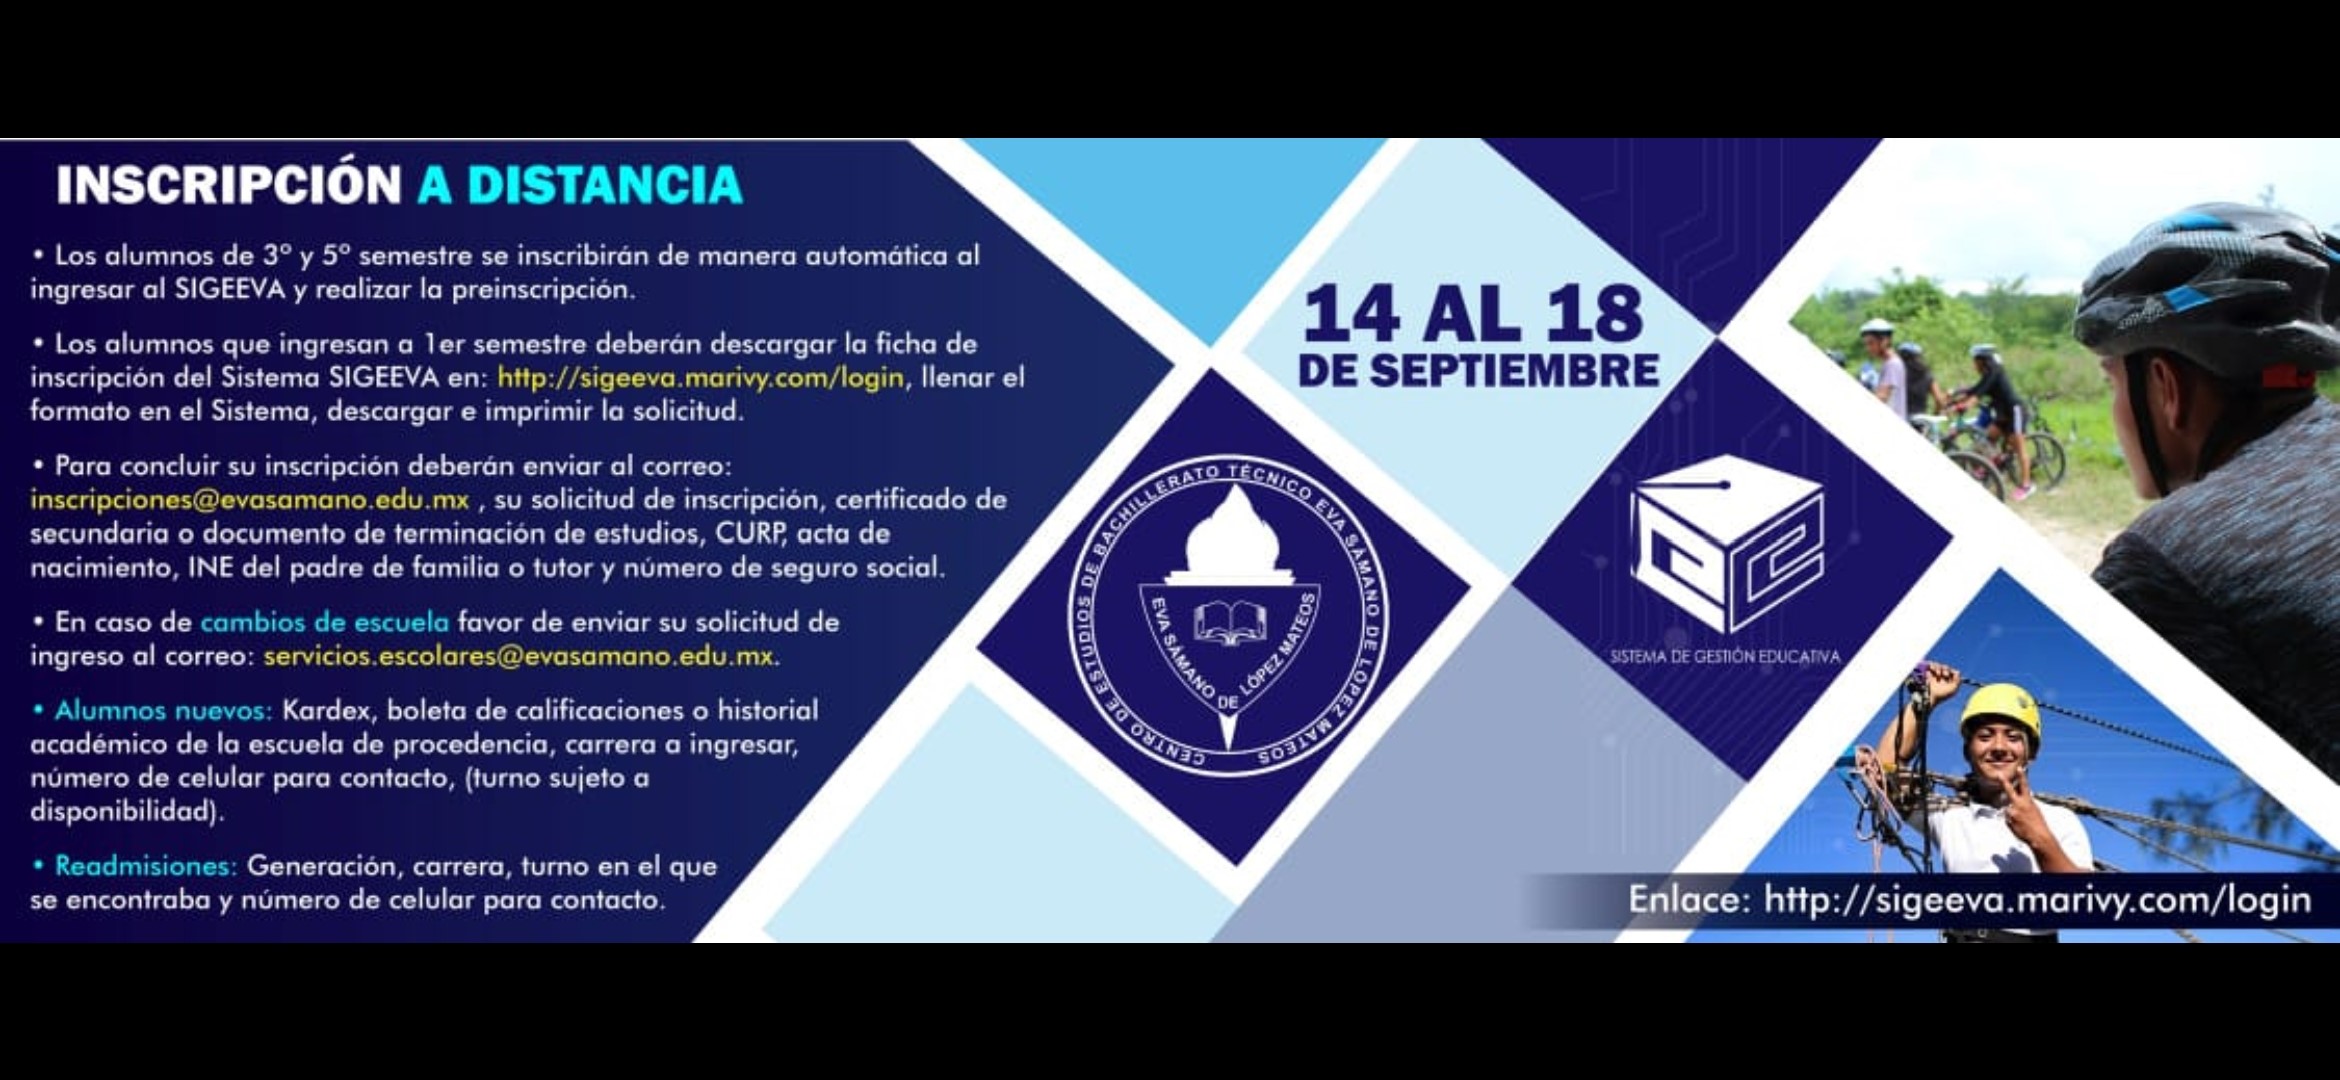 INSCRIPCIÓN A DISTANCIA
• Los alumnos de 3º y 5º semestre se inscribirán de manera automática al
ingresar al SIGEEVA y realizar la preinscripción.
• Los alumnos que ingresan a 1er semestre deberán descargar la ficha de
inscripción del Sistema SIGEEVA en: http://sigeeva.marivy.com/login, llenar el
formato en el Sistema, descargar e imprimir la solicitud.
• Para concluir su inscripción deberán enviar al correo:
inscripciones@evasamano.edu.mx , su solicitud de inscripción, certificado de
secundaria o documento de terminación de estudios, CURP, acta de
nacimiento, INE del padre de familia o tutor y número de seguro social.
• En caso de cambios de escuela favor de enviar su solicitud de
ingreso al correo: servicios.escolares@evasamano.edu.mx.
• Alumnos nuevos: Kardex, boleta de calificaciones o historial
académico de la escuela de procedencia, carrera a ingresar,
número de celular para contacto, (turno sujeto a
disponibilidad).
• Readmisiones: Generación, carrera, turno en el que
se encontraba y número de celular para contacto.
14 AL 18
DE SEPTIEMBRE
CENTRO DE ESTUDIOS DE BACHILLERATO TÉCNICO EVA SÁMANO DE LÓPEZ MATEOS
EVA SÁMANO DE LÓPEZ MATEOS
SISTEMA DE GESTIÓN EDUCATIVA
Enlace: http://sigeeva.marivy.com/login